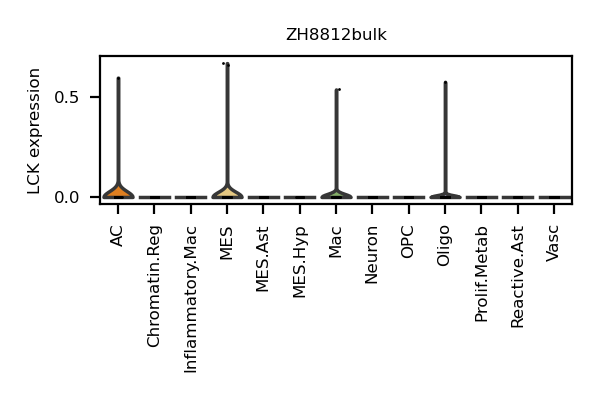 ZH8812bulk
LCK expression
0.5
0.0
AC
Chromatin.Reg
Inflammatory.Mac
MES
MES.Ast
MES.Hyp
Mac
Neuron
OPC
Oligo
Prolif.Metab
Reactive.Ast
Vasc